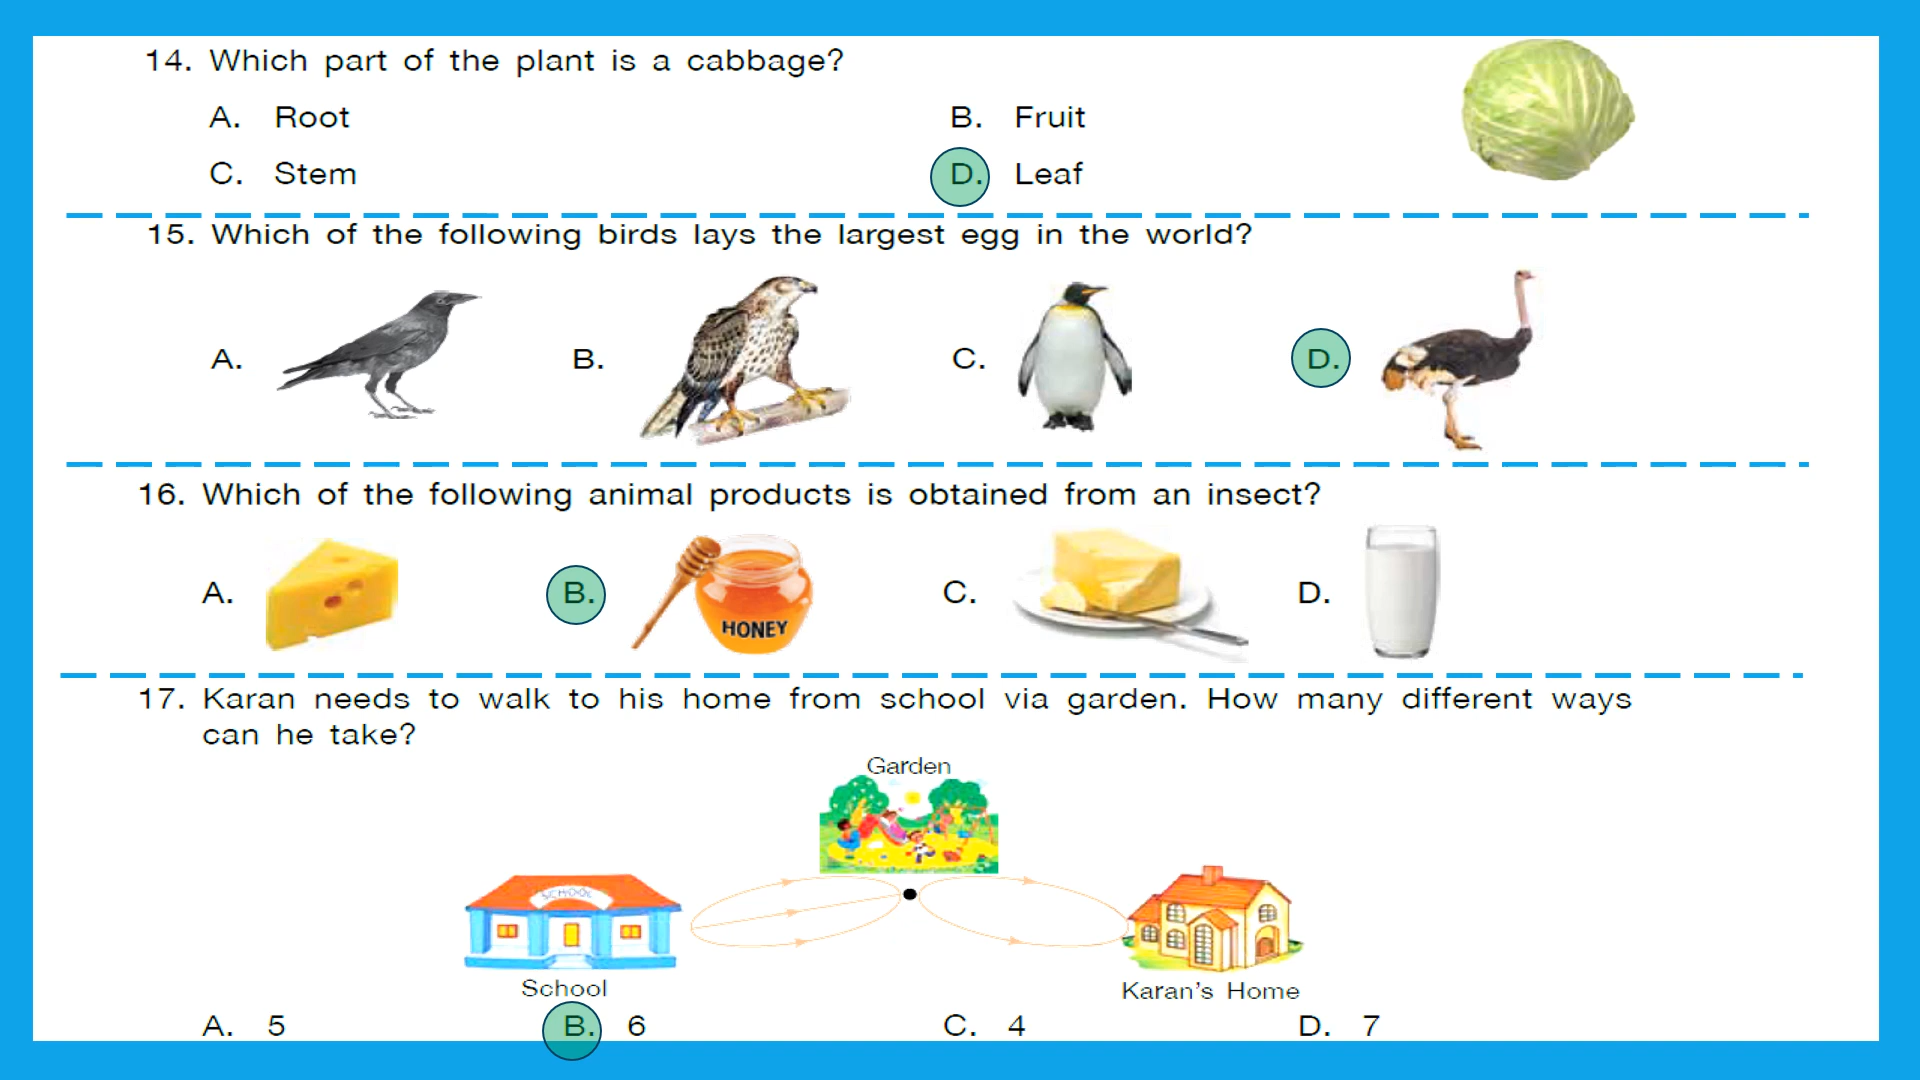 14. Which part of the plant is a cabbage?
A. Root B. Fruit
C. Stem D. Leaf
15. Which of the following birds lays the largest egg in the world?
A. B. C. D.
16. Which of the following animal products is obtained from an insect?
A. B. C. D.
HONEY
17. Karan needs to walk to his home from school via garden. How many different ways
can he take?
Garden
SCHOOL
School Karan's Home
A. 5 B. 6 C. 4 D. 7